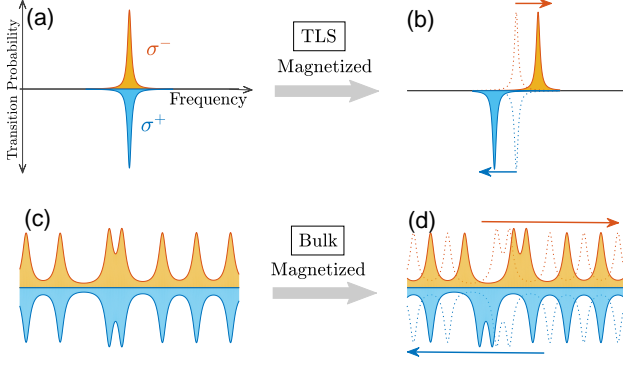 (a)
Transition Probability
σ⁻
Frequency
σ⁺
TLS
Magnetized
(b)
(c)
Bulk
Magnetized
(d)